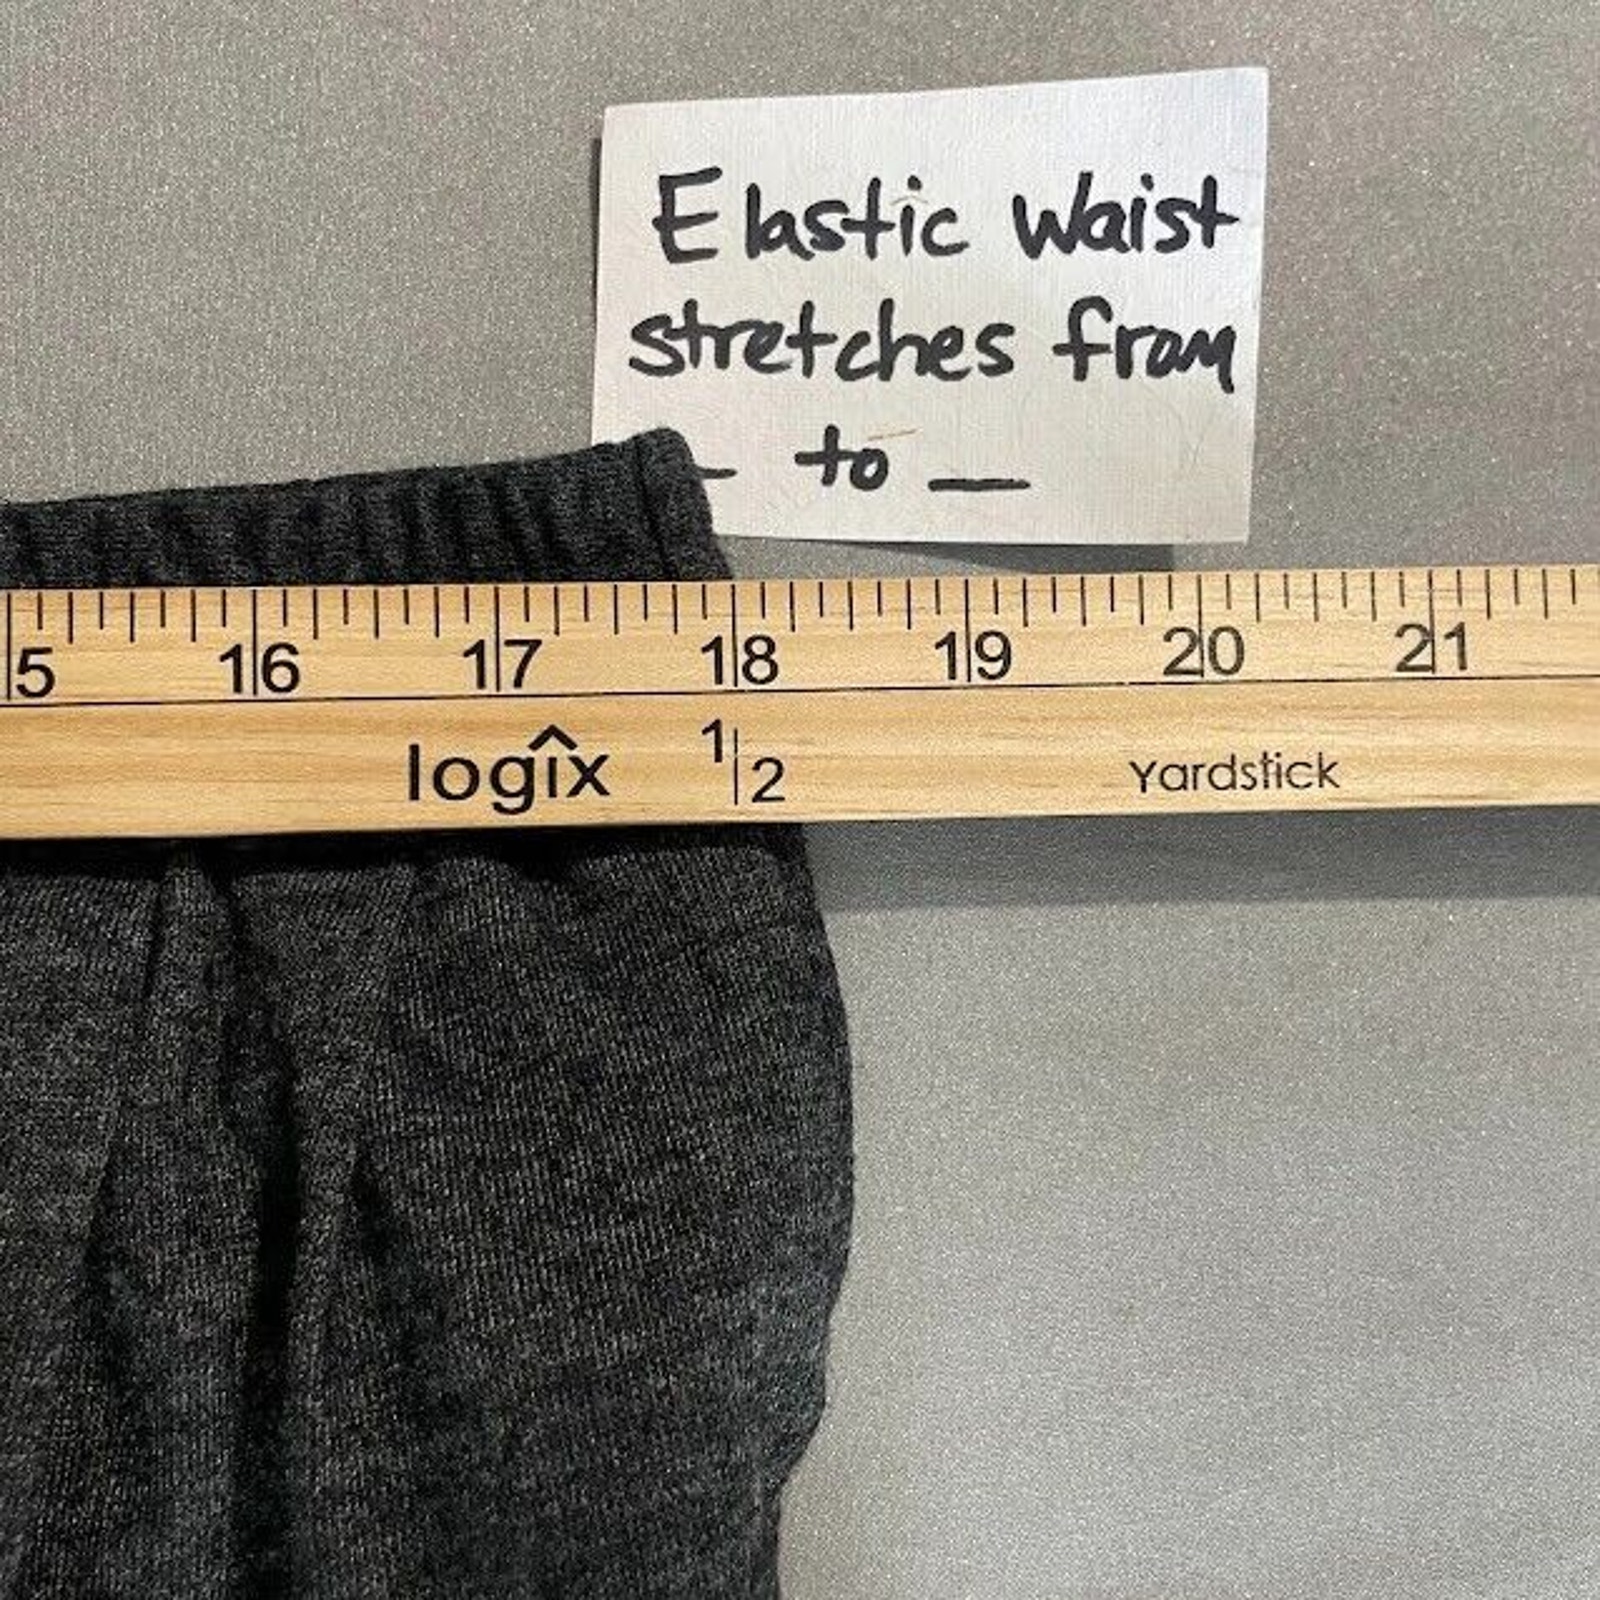 Elastic waist
stretches from
_ to _
5 16 17 18 19 20 21
logix 1/2 Yardstick